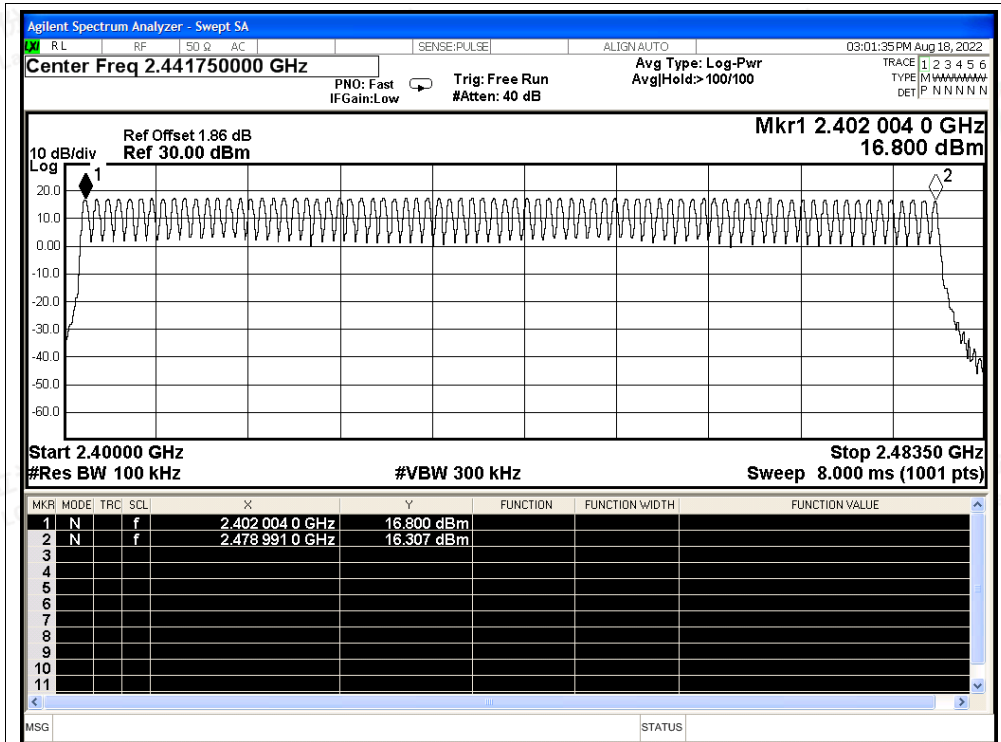 Agilent Spectrum Analyzer - Swept SA
LXI RL RF 50 Ω AC SENSE:PULSE ALIGN AUTO 03:01:35 PM Aug 18, 2022
Center Freq 2.441750000 GHz
PNO: Fast
IFGain:Low
Trig: Free Run
#Atten: 40 dB
Avg Type: Log-Pwr
Avg|Hold:>100/100
TRACE 1 2 3 4 5 6
TYPE M
DET P N N N N N
Mkr1 2.402 004 0 GHz
16.800 dBm
Ref Offset 1.86 dB
10 dB/div Ref 30.00 dBm
Log
1
2
20.0
10.0
0.00
-10.0
-20.0
-30.0
-40.0
-50.0
-60.0
Start 2.40000 GHz Stop 2.48350 GHz
#Res BW 100 kHz #VBW 300 kHz Sweep 8.000 ms (1001 pts)
MKR MODE TRC SCL X Y FUNCTION FUNCTION WIDTH FUNCTION VALUE
1 N f 2.402 004 0 GHz 16.800 dBm
2 N f 2.478 991 0 GHz 16.307 dBm
3
4
5
6
7
8
9
10
11
MSG STATUS